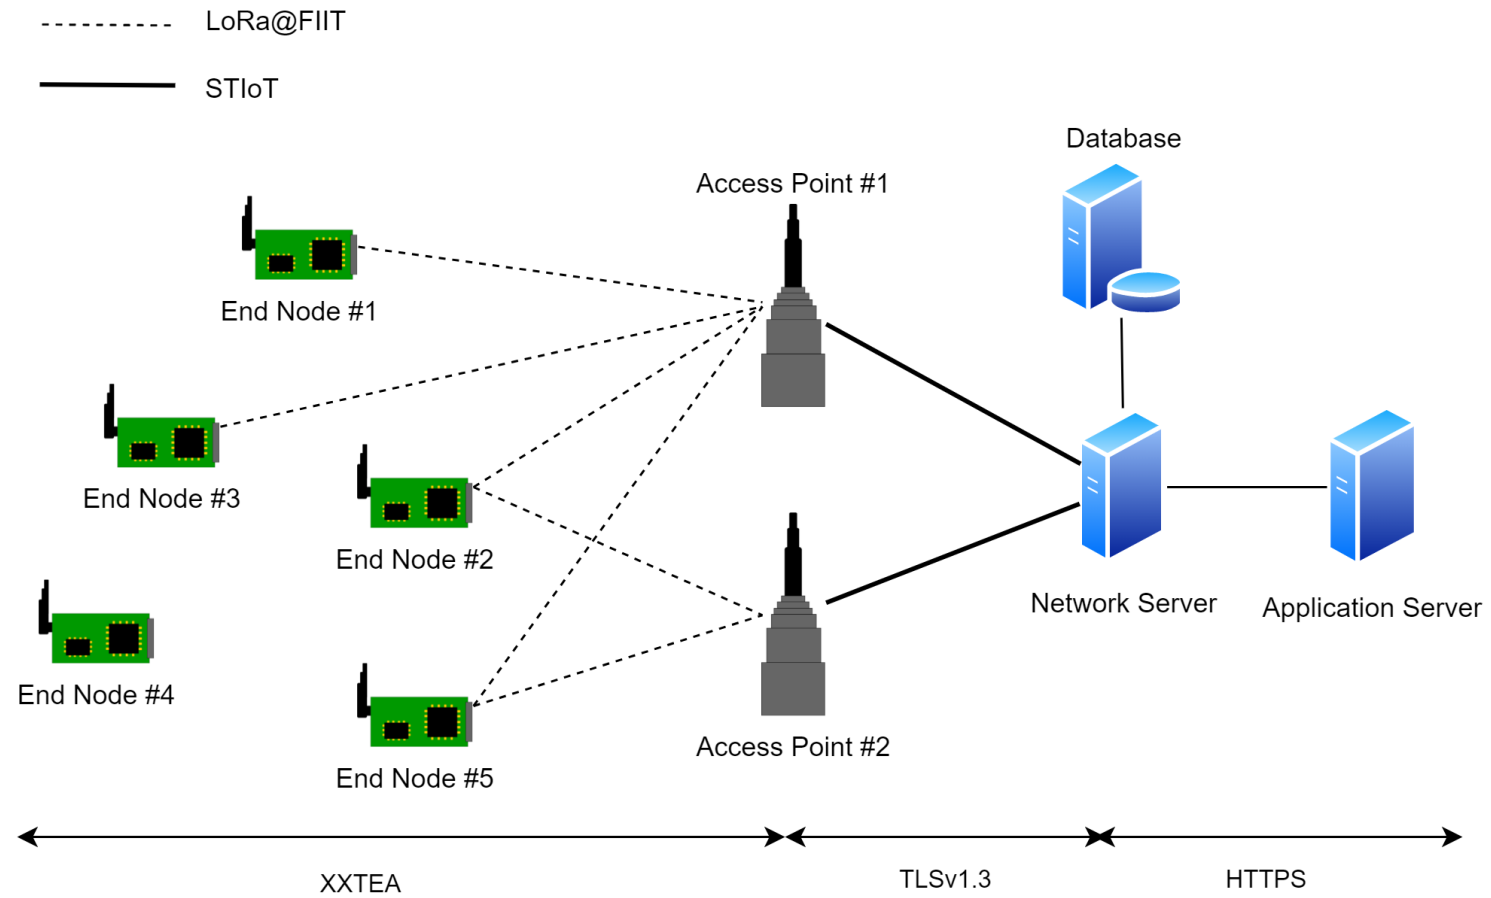 LoRa@FIIT
STIoT
Database
Access Point #1
End Node #1
End Node #3
End Node #2
Network Server
Application Server
End Node #4
Access Point #2
End Node #5
XXTEA
TLSv1.3
HTTPS